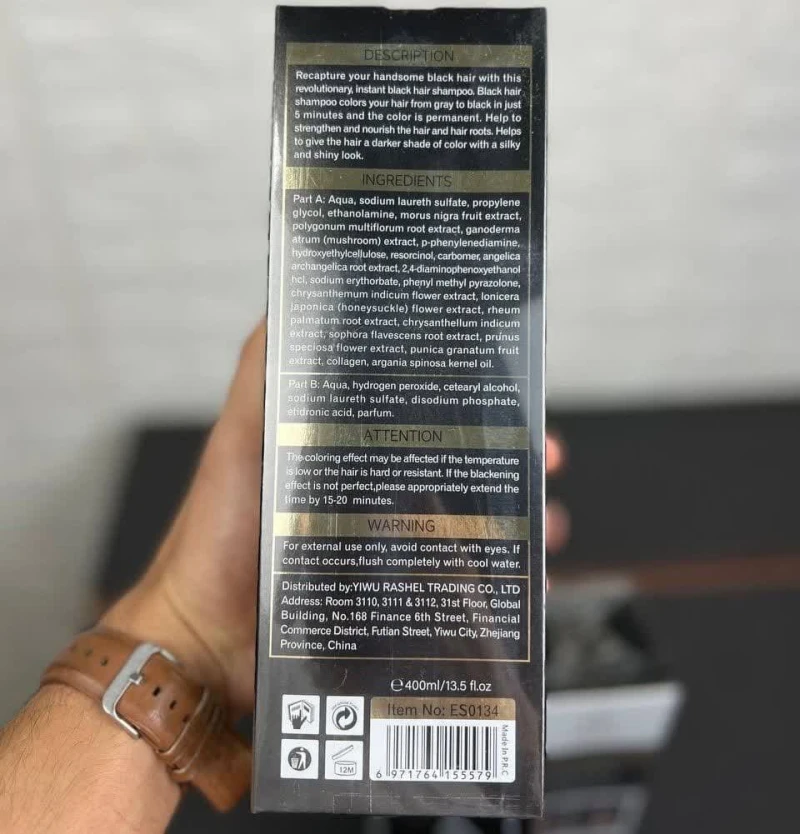 DESCRIPTION
Recapture your handsome black hair with this
revolutionary, instant black hair shampoo. Black hair
shampoo colors your hair from gray to black in just
5 minutes and the color is permanent. Help to
strengthen and nourish the hair and hair roots. Helps
to give the hair a darker shade of color with a silky
and shiny look.
INGREDIENTS
Part A: Aqua, sodium laureth sulfate, propylene
glycol, ethanolamine, morus nigra fruit extract,
polygonum multiflorum root extract, ganoderma
atrum (mushroom) extract, p-phenylenediamine,
hydroxyethylcellulose, resorcinol, carbomer, angelica
archangelica root extract, 2,4-diaminophenoxyethanol
hcl, sodium erythorbate, phenyl methyl pyrazolone,
chrysanthemum indicum flower extract, lonicera
japonica (honeysuckle) flower extract, rheum
palmatum root extract, chrysanthellum indicum
extract, sophora flavescens root extract, prunus
speciosa flower extract, punica granatum fruit
extract, collagen, argania spinosa kernel oil.
Part B: Aqua, hydrogen peroxide, cetearyl alcohol,
sodium laureth sulfate, disodium phosphate,
etidronic acid, parfum.
ATTENTION
The coloring effect may be affected if the temperature
is low or the hair is hard or resistant. If the blackening
effect is not perfect,please appropriately extend the
time by 15-20 minutes.
WARNING
For external use only, avoid contact with eyes. If
contact occurs,flush completely with cool water.
Distributed by:YIWU RASHEL TRADING CO., LTD
Address: Room 3110, 3111 & 3112, 31st Floor, Global
Building, No.168 Finance 6th Street, Financial
Commerce District, Futian Street, Yiwu City, Zhejiang
Province, China
℮400ml/13.5 fl.oz
Item No: ES0134
Made In P.R.C
12M
6 971764 155579